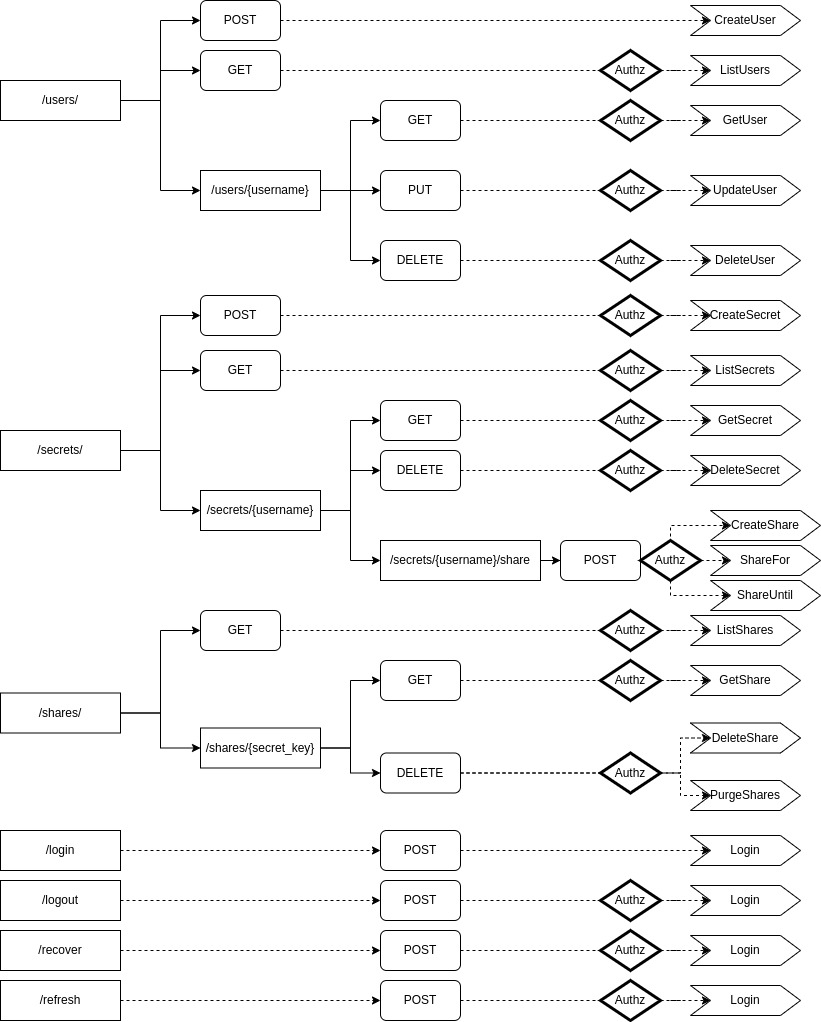 POST
CreateUser
GET
Authz
ListUsers
/users/
GET
Authz
GetUser
/users/{username}
PUT
Authz
UpdateUser
DELETE
Authz
DeleteUser
POST
Authz
CreateSecret
GET
Authz
ListSecrets
GET
Authz
GetSecret
/secrets/
DELETE
Authz
DeleteSecret
/secrets/{username}
CreateShare
/secrets/{username}/share
POST
Authz
ShareFor
ShareUntil
GET
Authz
ListShares
GET
Authz
GetShare
/shares/
DeleteShare
/shares/{secret_key}
DELETE
Authz
PurgeShares
/login
POST
Login
/logout
POST
Authz
Login
/recover
POST
Authz
Login
/refresh
POST
Authz
Login